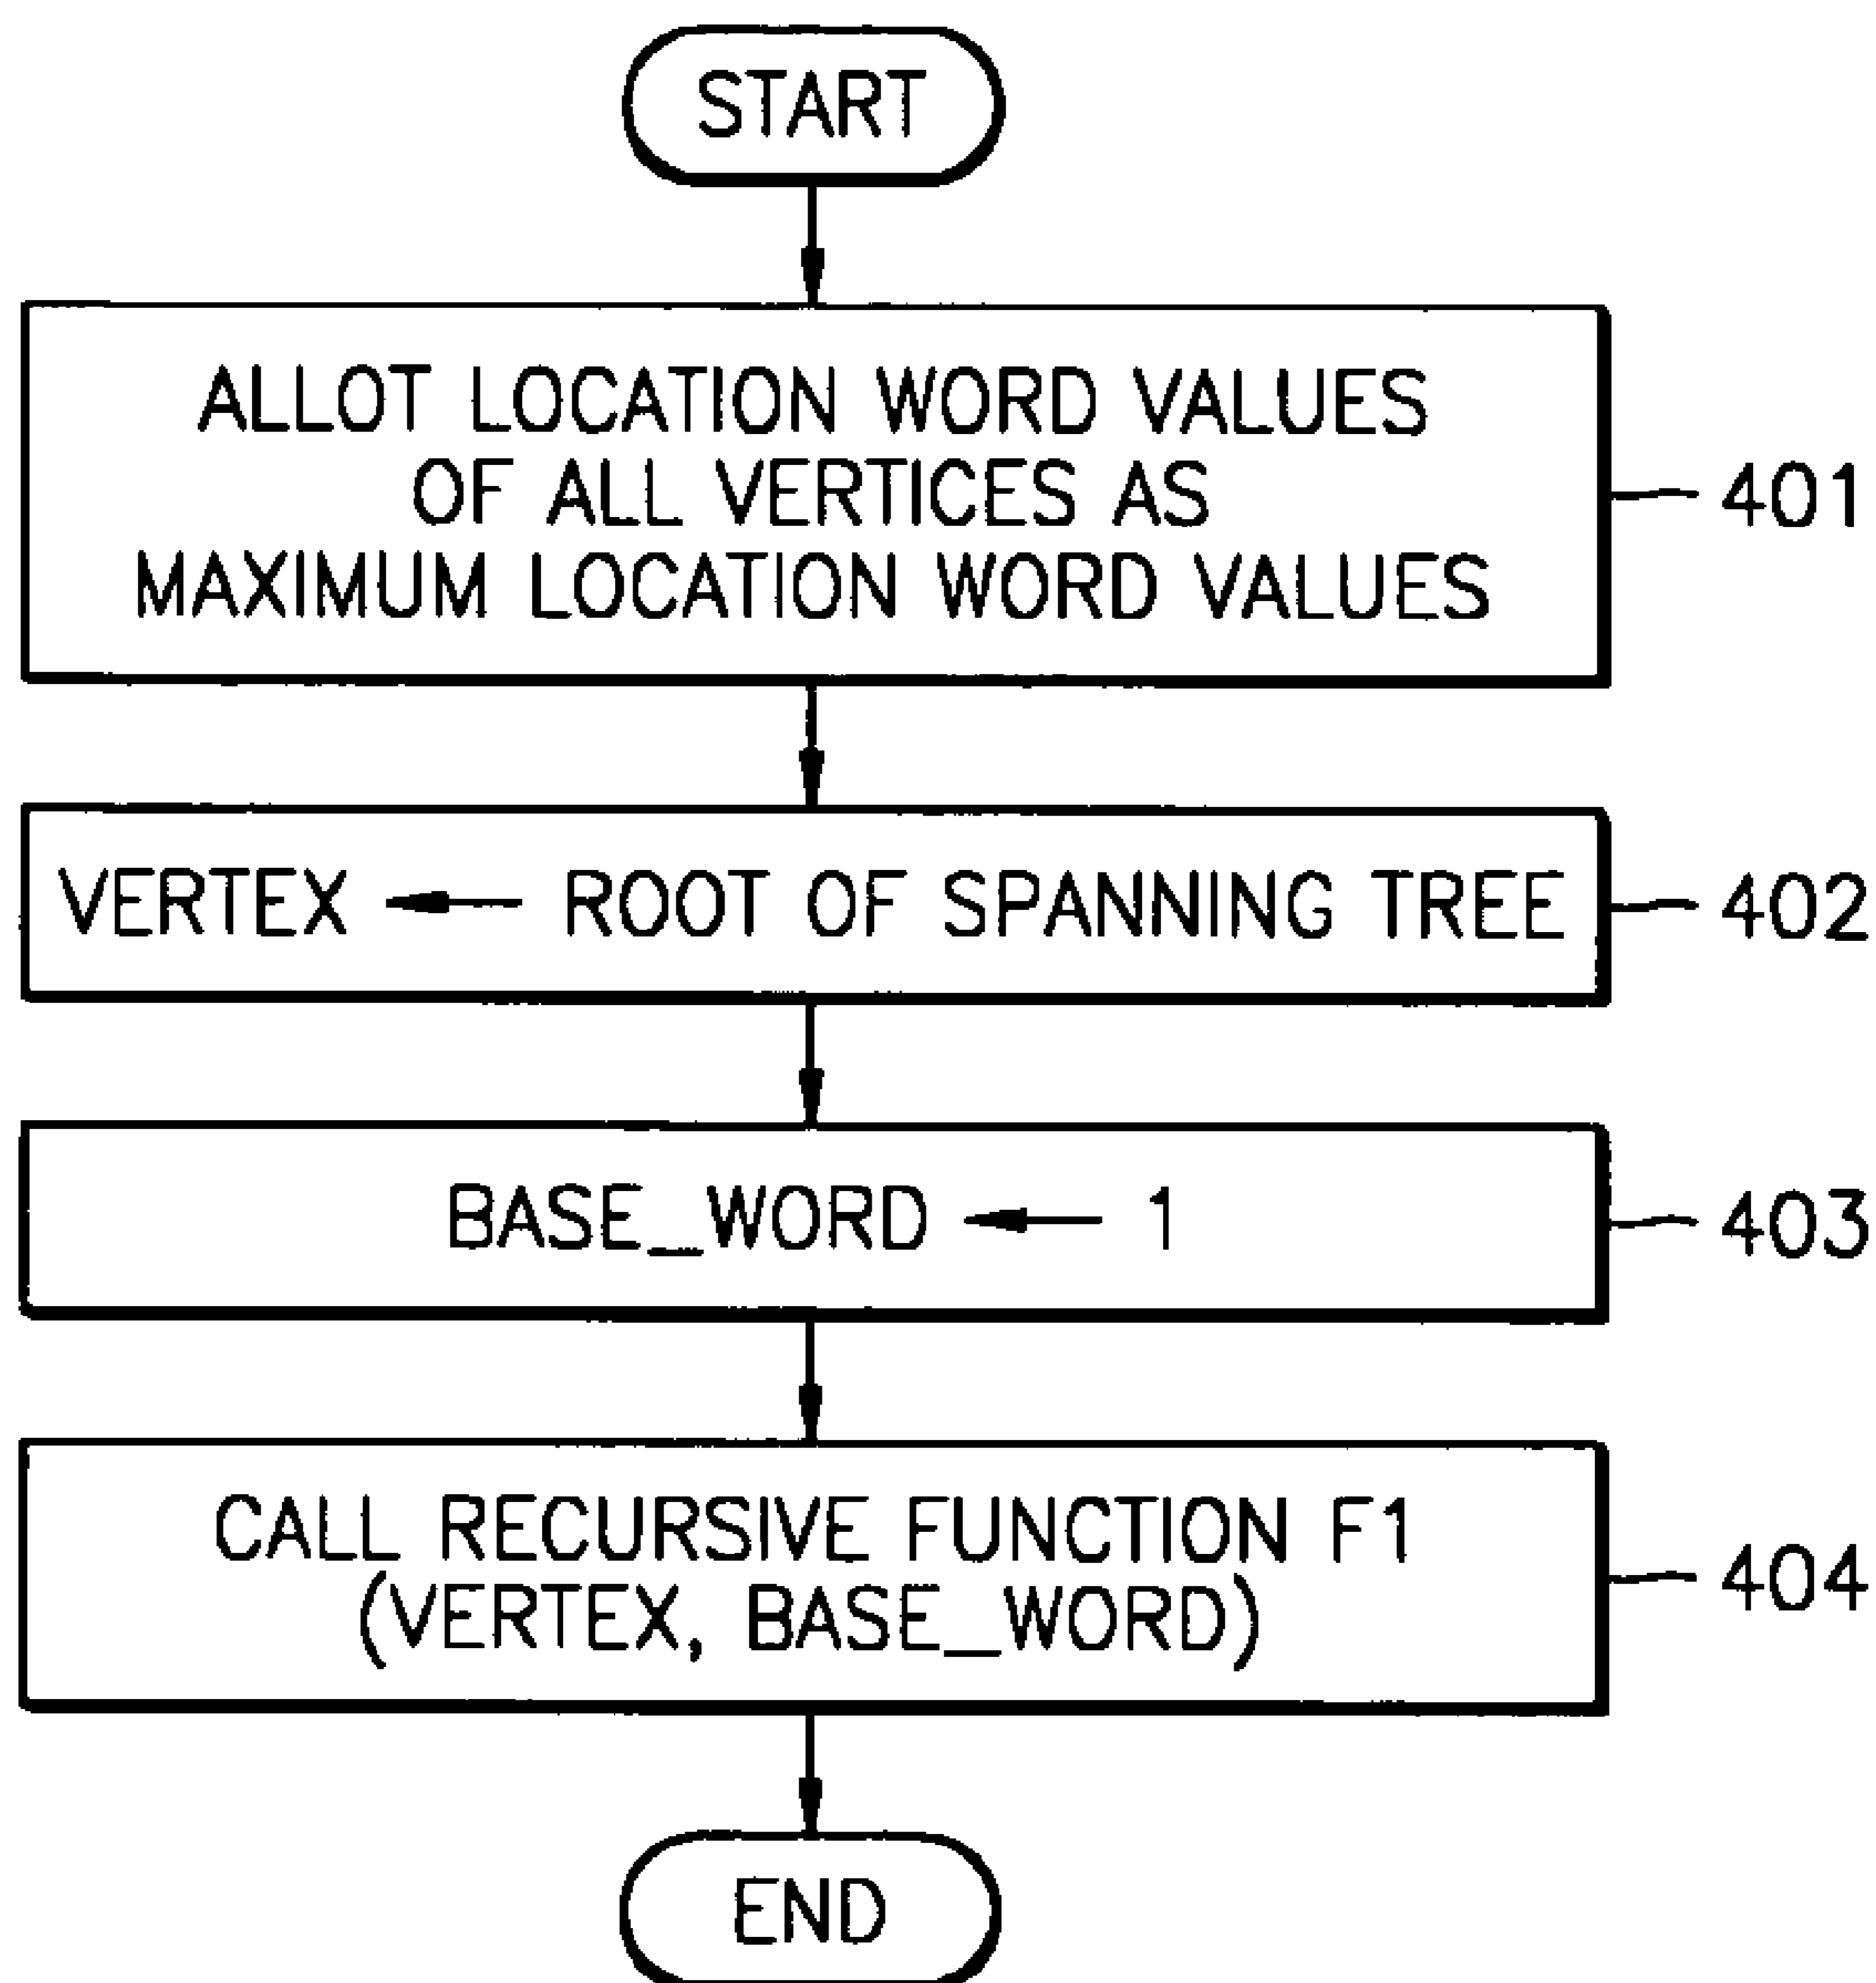 START
ALLOT LOCATION WORD VALUES
OF ALL VERTICES AS
MAXIMUM LOCATION WORD VALUES
401
VERTEX ← ROOT OF SPANNING TREE
402
BASE_WORD ← 1
403
CALL RECURSIVE FUNCTION F1
(VERTEX, BASE_WORD)
404
END